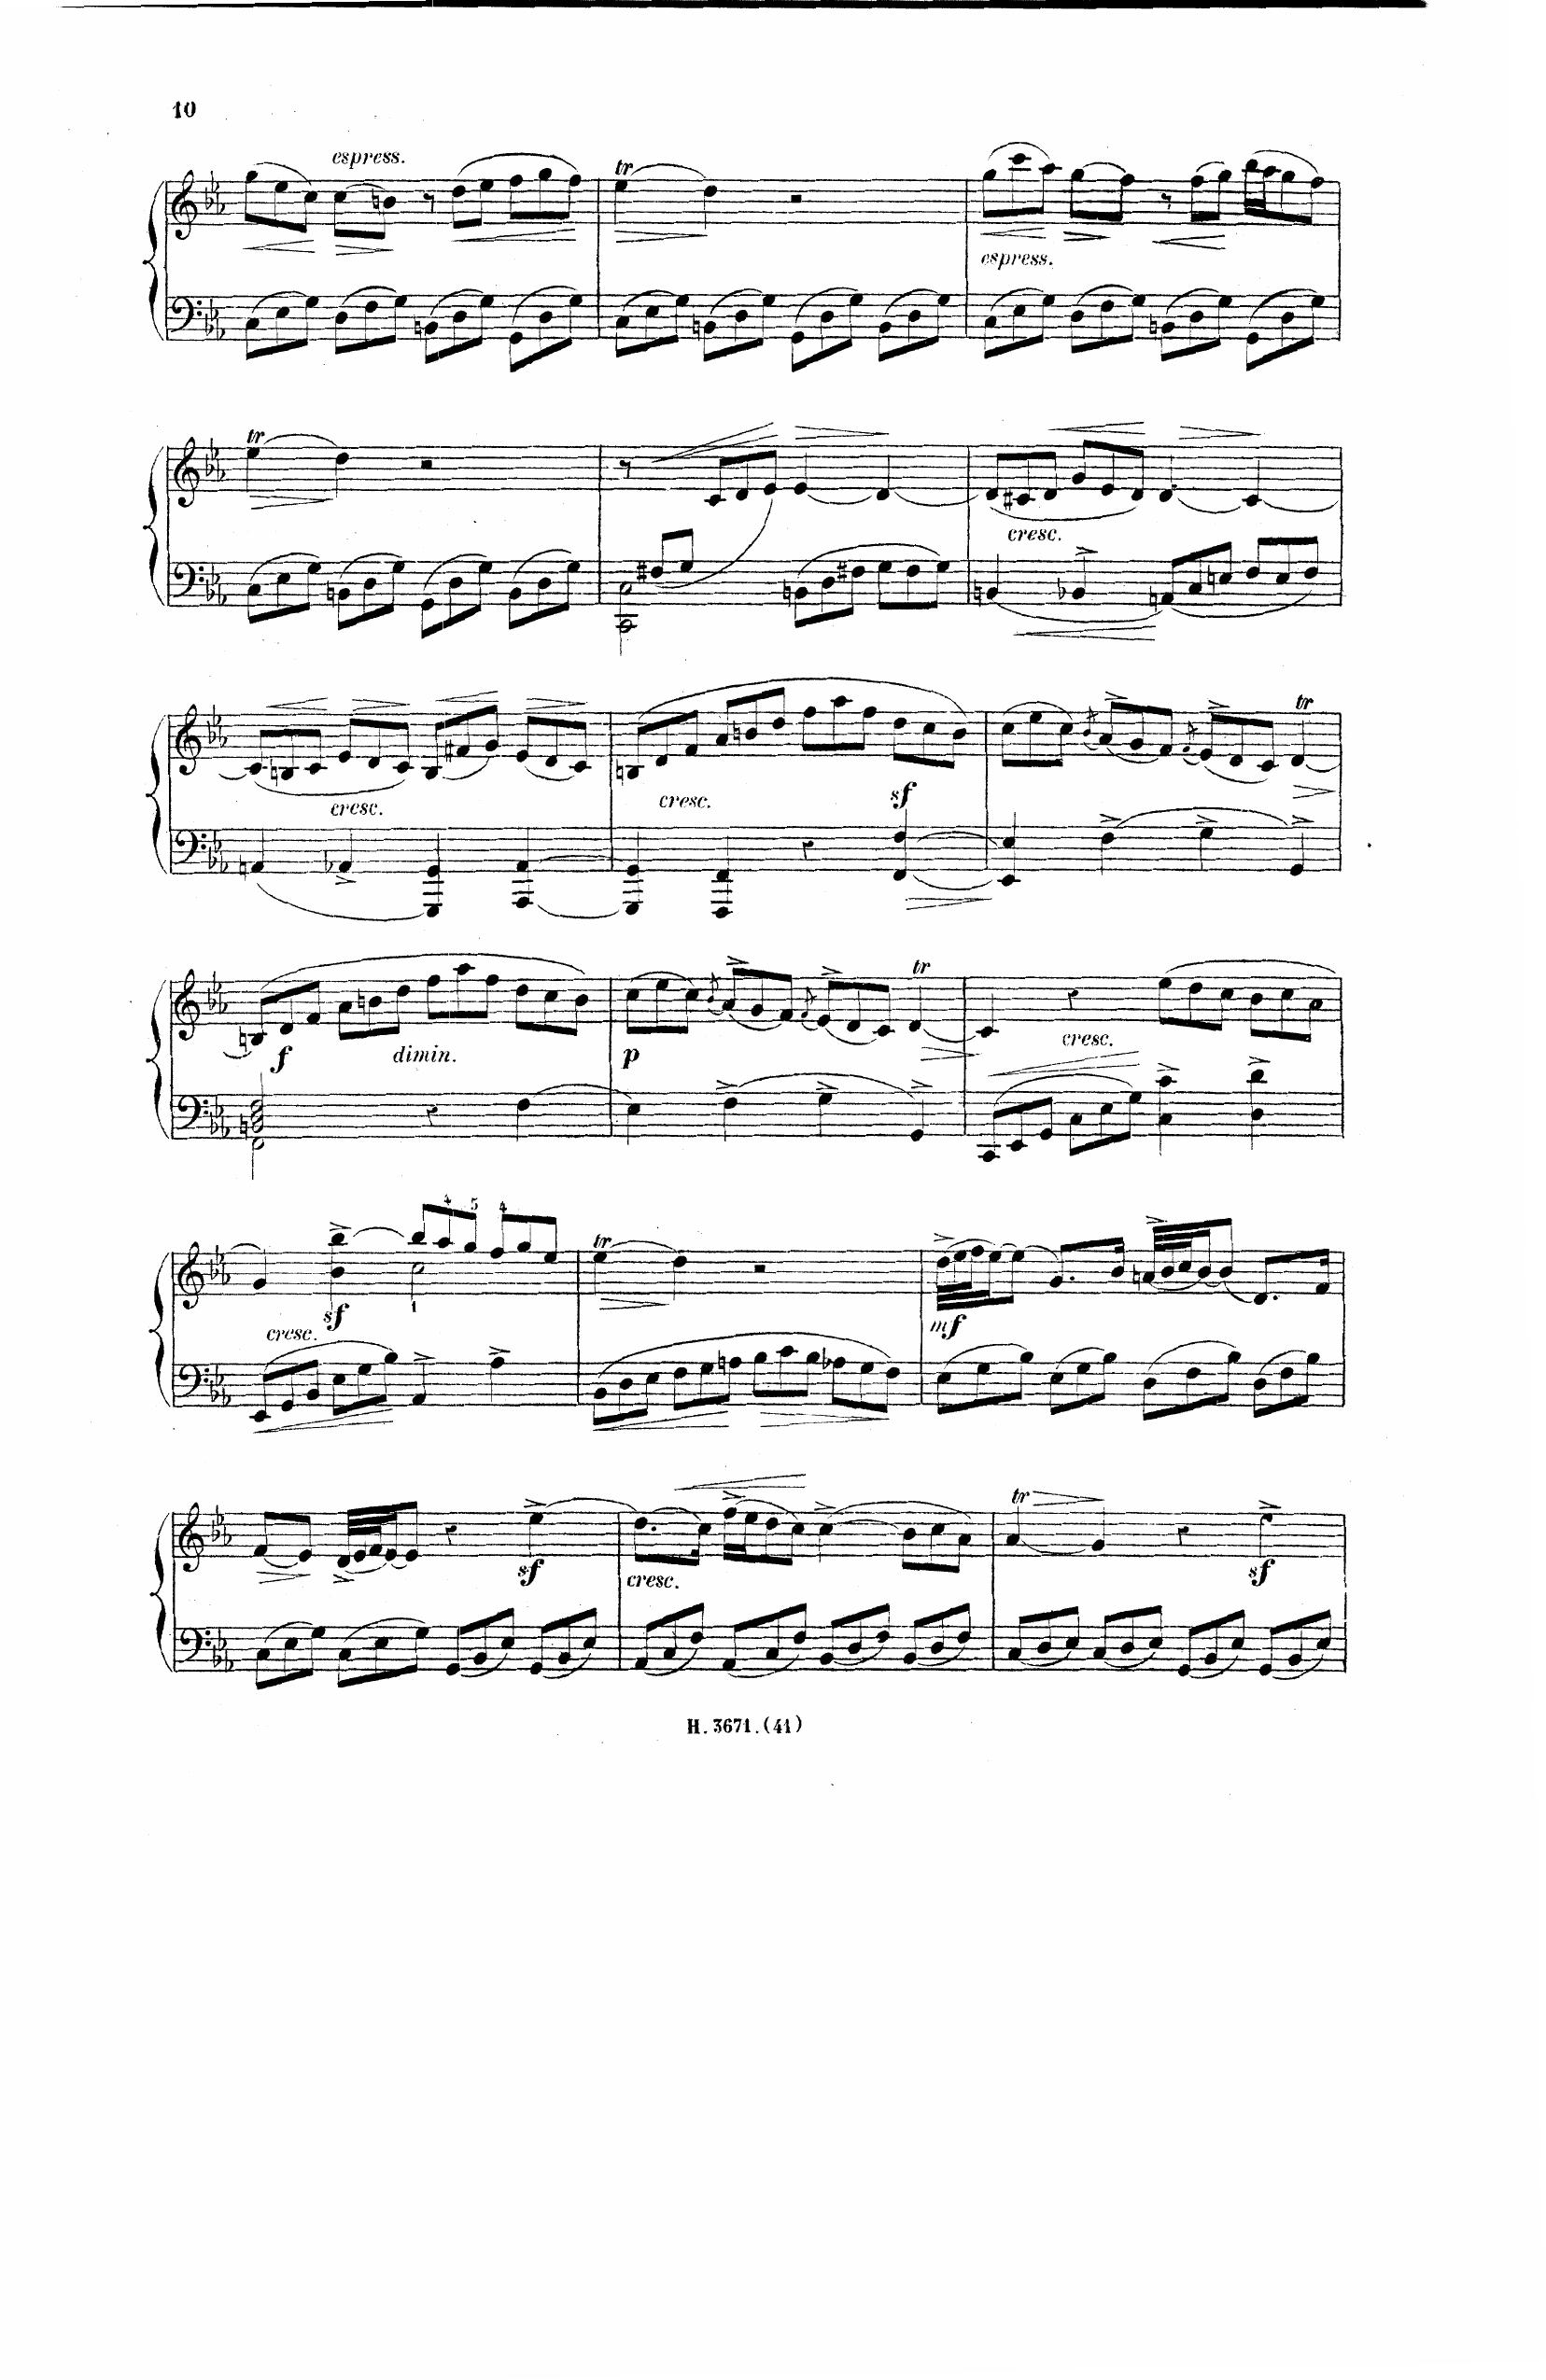 10
espress.
tr
espress.
tr
cresc.
cresc.
cresc.
sf
tr
f
dimin.
p
tr
cresc.
4 5 4
cresc.
sf
1
tr
mf
sf
cresc.
tr
sf
H. 3671. (41)